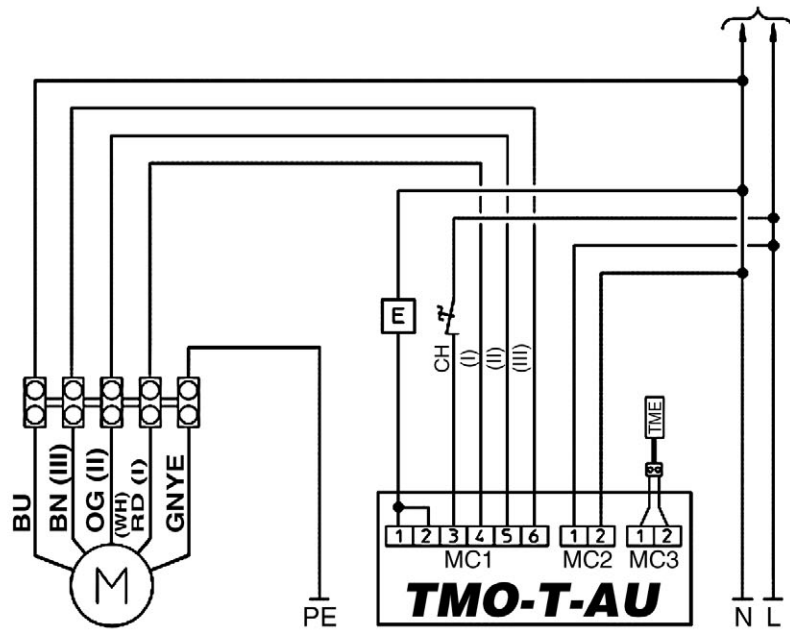 E
CH
(I)
(II)
(III)
TME
BU
BN (III)
OG (II)
(WH)
RD (I)
GNYE
1 2 3 4 5 6
1 2
1 2
MC1
MC2
MC3
M
TMO-T-AU
PE
N
L